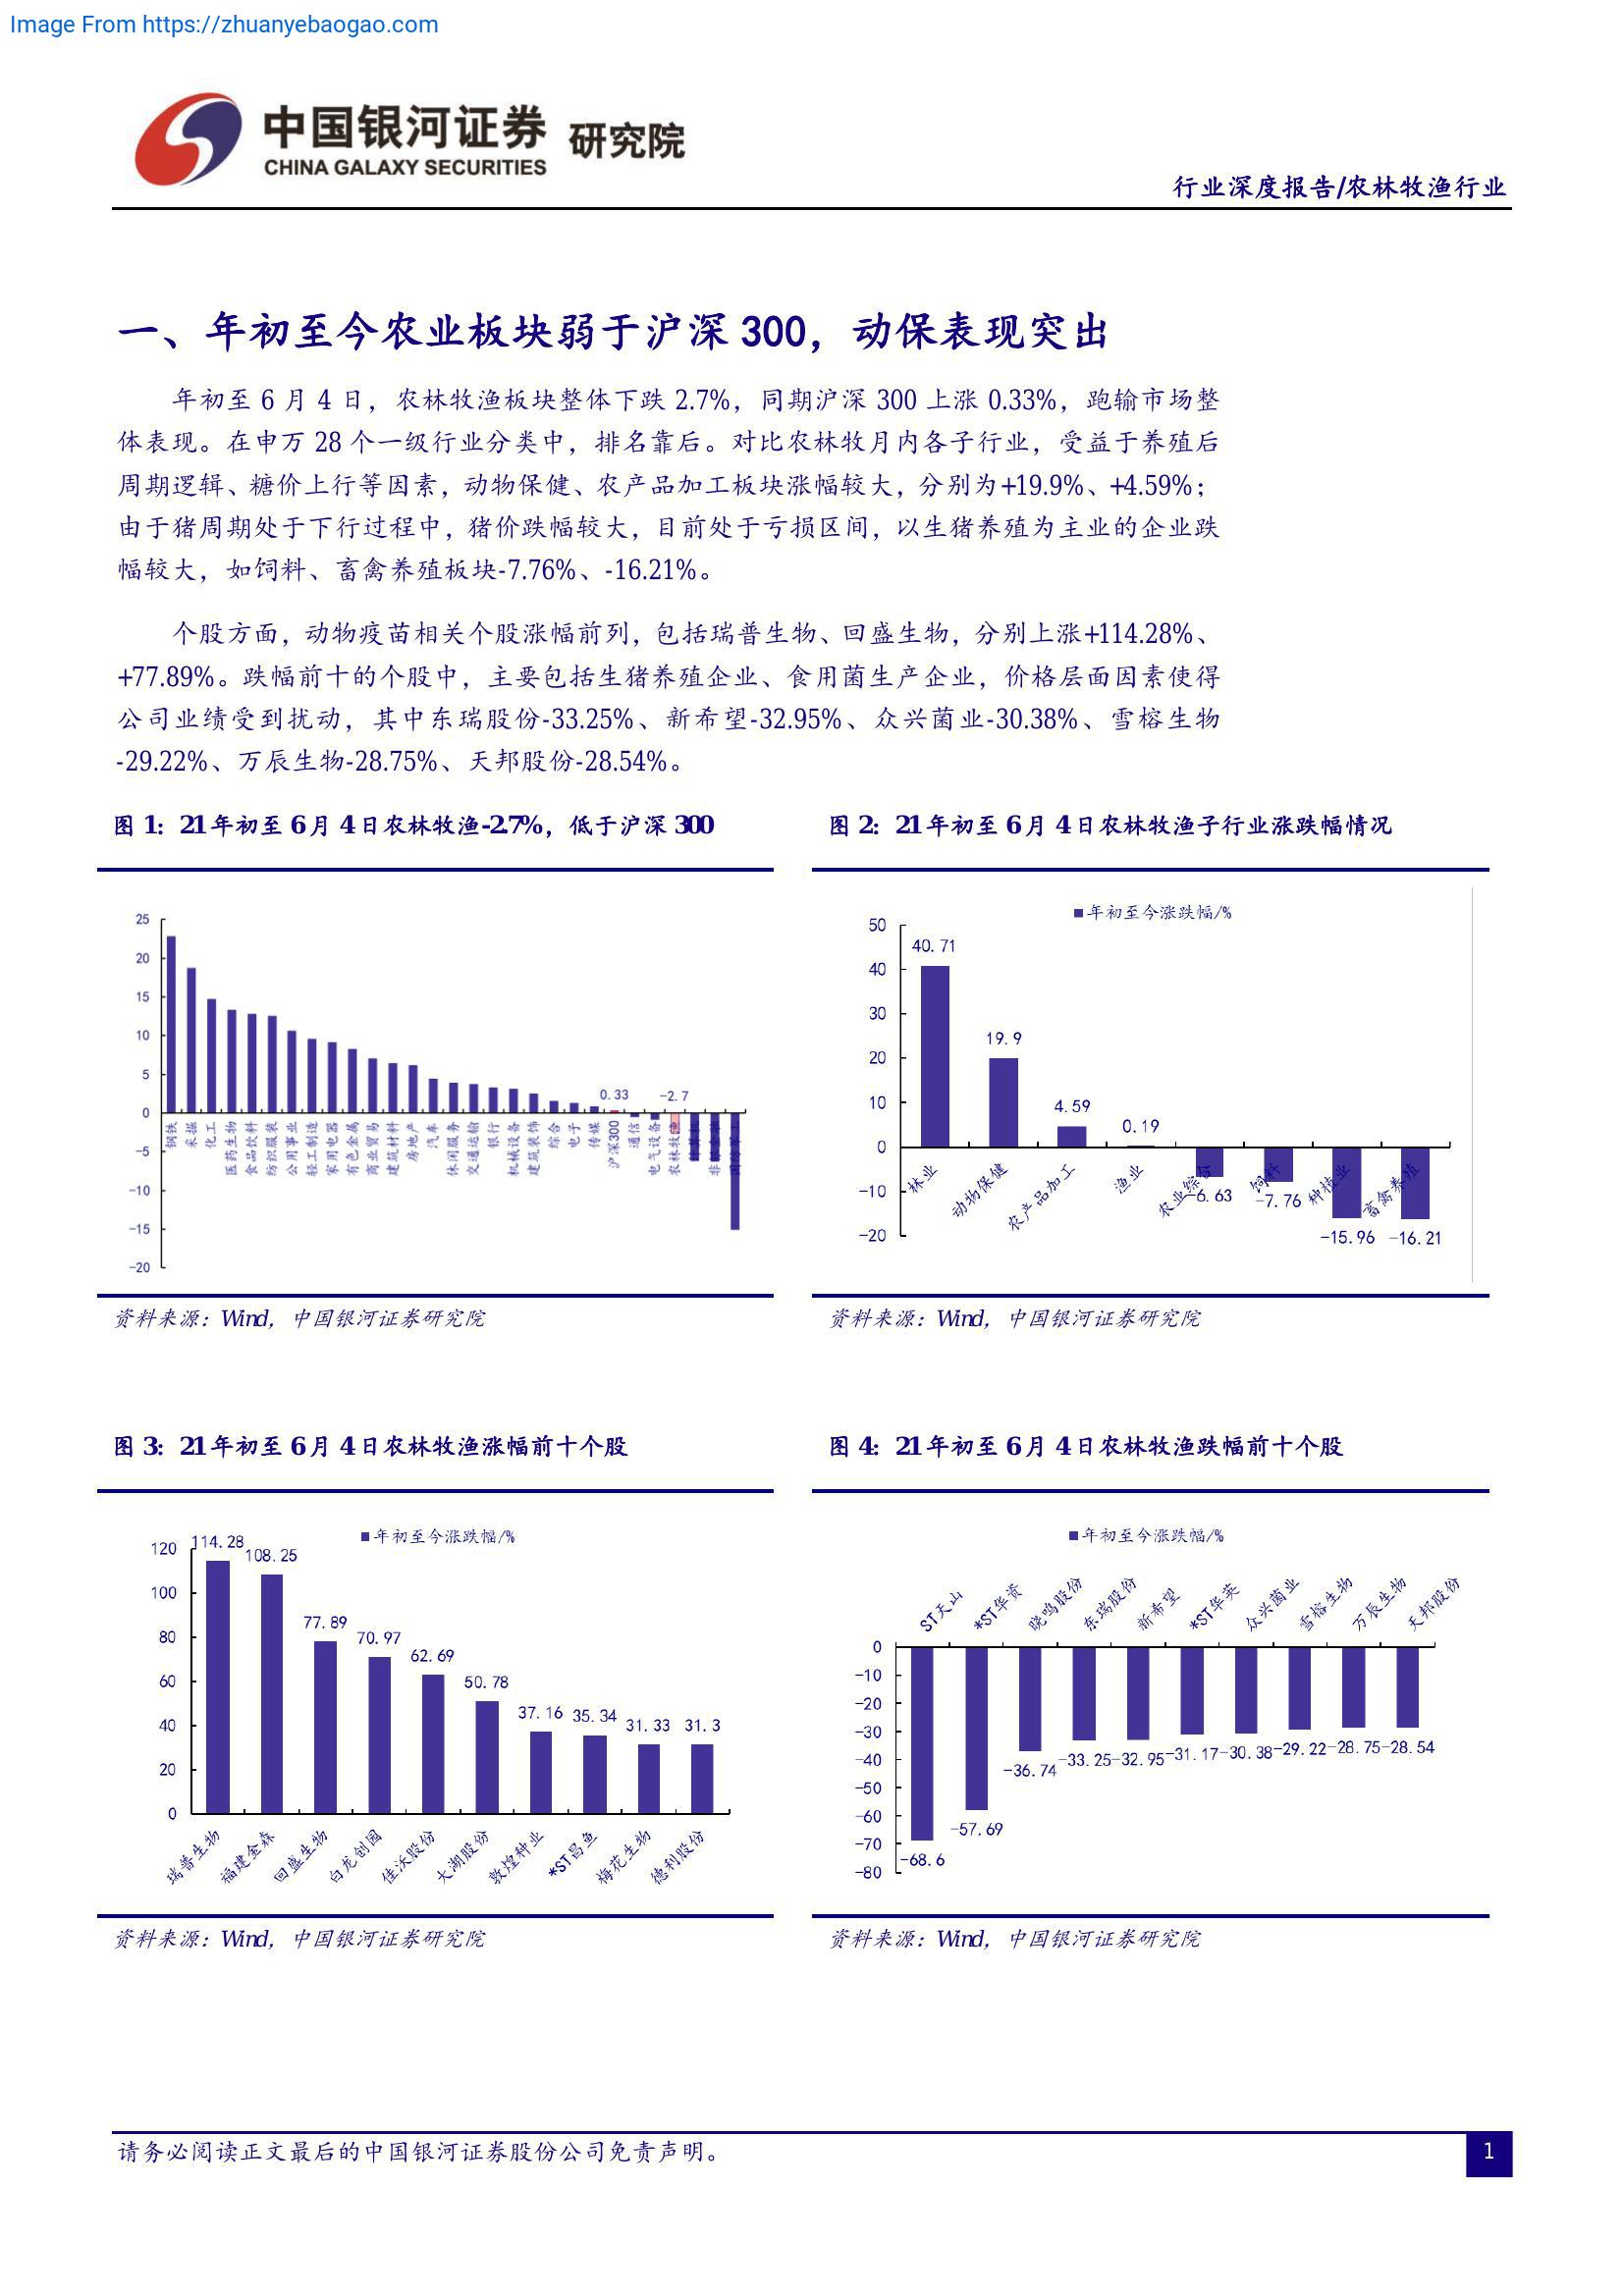 Image From https://zhuanyebaogao.com
中国银河证券 研究院
CHINA GALAXY SECURITIES
行业深度报告/农林牧渔行业
一、年初至今农业板块弱于沪深 300，动保表现突出
年初至 6 月 4 日，农林牧渔板块整体下跌 2.7%，同期沪深 300 上涨 0.33%，跑输市场整
体表现。在申万 28 个一级行业分类中，排名靠后。对比农林牧月内各子行业，受益于养殖后
周期逻辑、糖价上行等因素，动物保健、农产品加工板块涨幅较大，分别为+19.9%、+4.59%；
由于猪周期处于下行过程中，猪价跌幅较大，目前处于亏损区间，以生猪养殖为主业的企业跌
幅较大，如饲料、畜禽养殖板块-7.76%、-16.21%。
个股方面，动物疫苗相关个股涨幅前列，包括瑞普生物、回盛生物，分别上涨+114.28%、
+77.89%。跌幅前十的个股中，主要包括生猪养殖企业、食用菌生产企业，价格层面因素使得
公司业绩受到扰动，其中东瑞股份-33.25%、新希望-32.95%、众兴菌业-30.38%、雪榕生物
-29.22%、万辰生物-28.75%、天邦股份-28.54%。
图 1: 21 年初至 6 月 4 日农林牧渔-2.7%，低于沪深 300
25
20
15
10
5
0
-5
-10
-15
-20
0.33
-2.7
钢铁
采掘
化工
医药生物
食品饮料
纺织服装
公用事业
轻工制造
家用电器
有色金属
商业贸易
建筑材料
房地产
汽车
休闲服务
交通运输
银行
机械设备
建筑装饰
综合
电子
传媒
沪深300
通信
电气设备
农林牧渔
资料来源：Wind，中国银河证券研究院
图 2: 21 年初至 6 月 4 日农林牧渔子行业涨跌幅情况
年初至今涨跌幅/%
50
40
30
20
10
0
-10
-20
40.71
19.9
4.59
0.19
-6.63
-7.76
-15.96
-16.21
林业
动物保健
农产品加工
渔业
农业综合
饲料
种植业
畜禽养殖
资料来源：Wind，中国银河证券研究院
图 3: 21 年初至 6 月 4 日农林牧渔涨幅前十个股
年初至今涨跌幅/%
120
100
80
60
40
20
0
114.28
108.25
77.89
70.97
62.69
50.78
37.16
35.34
31.33
31.3
瑞普生物
福建金森
回盛生物
百龙创园
佳沃股份
大湖股份
敦煌种业
*ST昌鱼
梅花生物
德利股份
资料来源：Wind，中国银河证券研究院
图 4: 21 年初至 6 月 4 日农林牧渔跌幅前十个股
年初至今涨跌幅/%
ST天山
*ST华资
晓鸣股份
东瑞股份
新希望
*ST华英
众兴菌业
雪榕生物
万辰生物
天邦股份
0
-10
-20
-30
-40
-50
-60
-70
-80
-68.6
-57.69
-36.74
-33.25
-32.95
-31.17
-30.38
-29.22
-28.75
-28.54
资料来源：Wind，中国银河证券研究院
请务必阅读正文最后的中国银河证券股份公司免责声明。
1